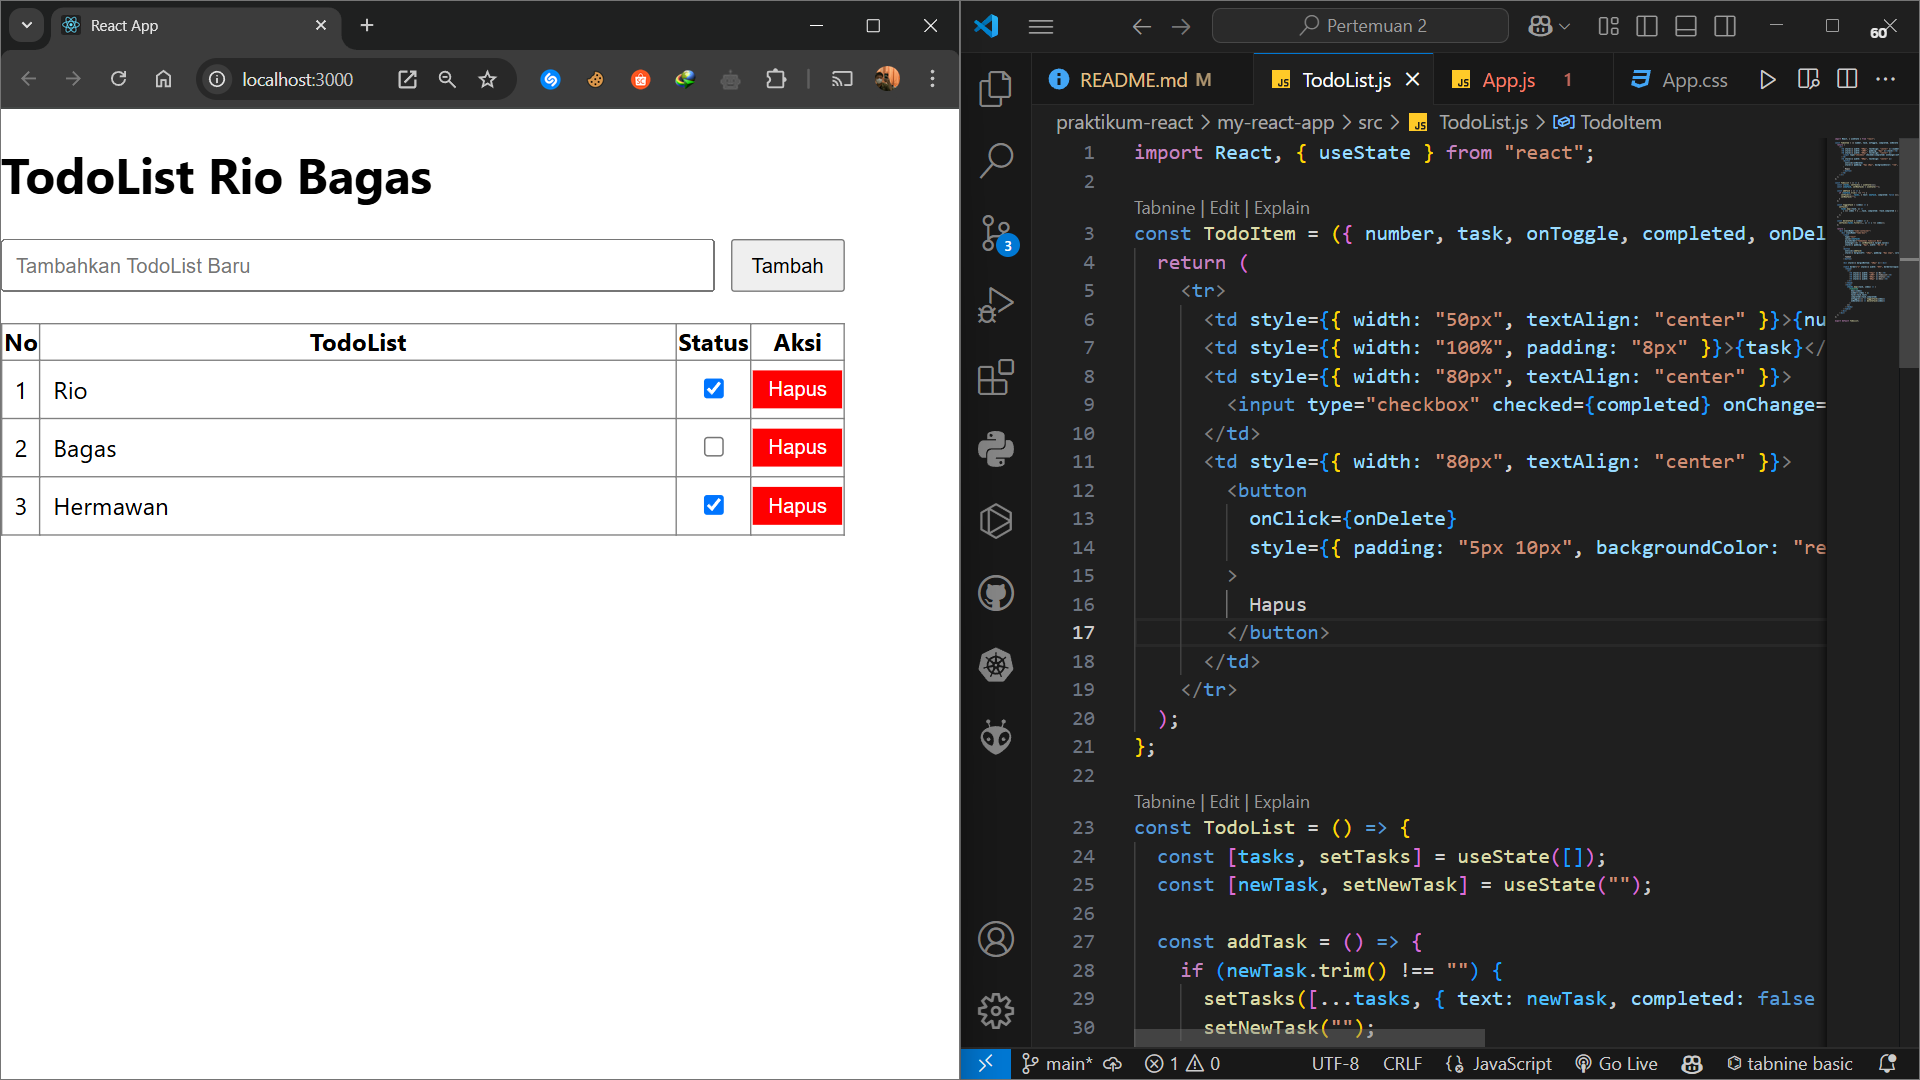 React App
localhost:3000
TodoList Rio Bagas
Tambahkan TodoList Baru
Tambah
No TodoList Status Aksi
1 Rio Hapus
2 Bagas Hapus
3 Hermawan Hapus
Pertemuan 2
60
README.md M
TodoList.js
App.js 1
App.css
praktikum-react > my-react-app > src > TodoList.js > TodoItem
3
1 import React, { useState } from "react";
2
Tabnine | Edit | Explain
3 const TodoItem = ({ number, task, onToggle, completed, onDel
4 return (
5 <tr>
6 <td style={{ width: "50px", textAlign: "center" }}>{nu
7 <td style={{ width: "100%", padding: "8px" }}>{task}</
8 <td style={{ width: "80px", textAlign: "center" }}>
9 <input type="checkbox" checked={completed} onChange=
10 </td>
11 <td style={{ width: "80px", textAlign: "center" }}>
12 <button
13 onClick={onDelete}
14 style={{ padding: "5px 10px", backgroundColor: "re
15 >
16 Hapus
17 </button>
18 </td>
19 </tr>
20 );
21 };
22
Tabnine | Edit | Explain
23 const TodoList = () => {
24 const [tasks, setTasks] = useState([]);
25 const [newTask, setNewTask] = useState("");
26
27 const addTask = () => {
28 if (newTask.trim() !== "") {
29 setTasks([...tasks, { text: newTask, completed: false
30 setNewTask("");
main* 1 0 UTF-8 CRLF {} JavaScript Go Live tabnine basic